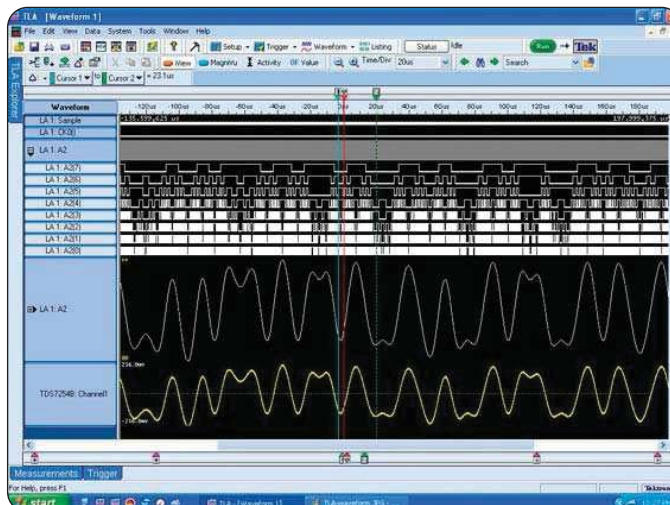 TLA - [Waveform 1]
File Edit View Data System Tools Window Help
Setup Trigger Waveform Listing Status Idle Run Tek
Magnivu Activity Value Time/Div 20us Search
Cursor 1 to Cursor 2 = 23.1us
TLA Explorer
Waveform -120us -100us -80us -60us -40us -20us 20us 40us 60us 80us 100us 120us 140us 160us 180us
LA 1: Sample
LA 1: CK0()
LA 1: A2
LA 1: A2(7)
LA 1: A2(6)
LA 1: A2(5)
LA 1: A2(4)
LA 1: A2(3)
LA 1: A2(2)
LA 1: A2(1)
LA 1: A2(0)
LA 1: A2
TDS7254B: Channel1
Measurements Trigger
For Help, press F1
start